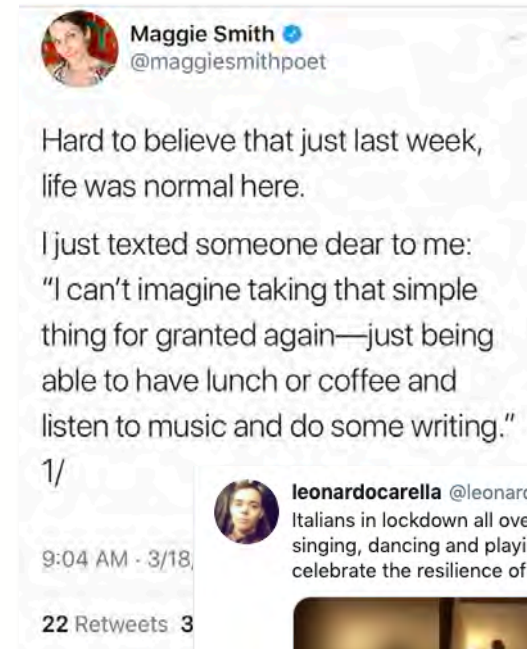 Maggie Smith
@maggiesmithpoet
Hard to believe that just last week,
life was normal here.
I just texted someone dear to me:
“I can’t imagine taking that simple
thing for granted again—just being
able to have lunch or coffee and
listen to music and do some writing.”
1/
9:04 AM · 3/18
22 Retweets 3
leonardocarella @leonard
Italians in lockdown all ove
singing, dancing and playi
celebrate the resilience of